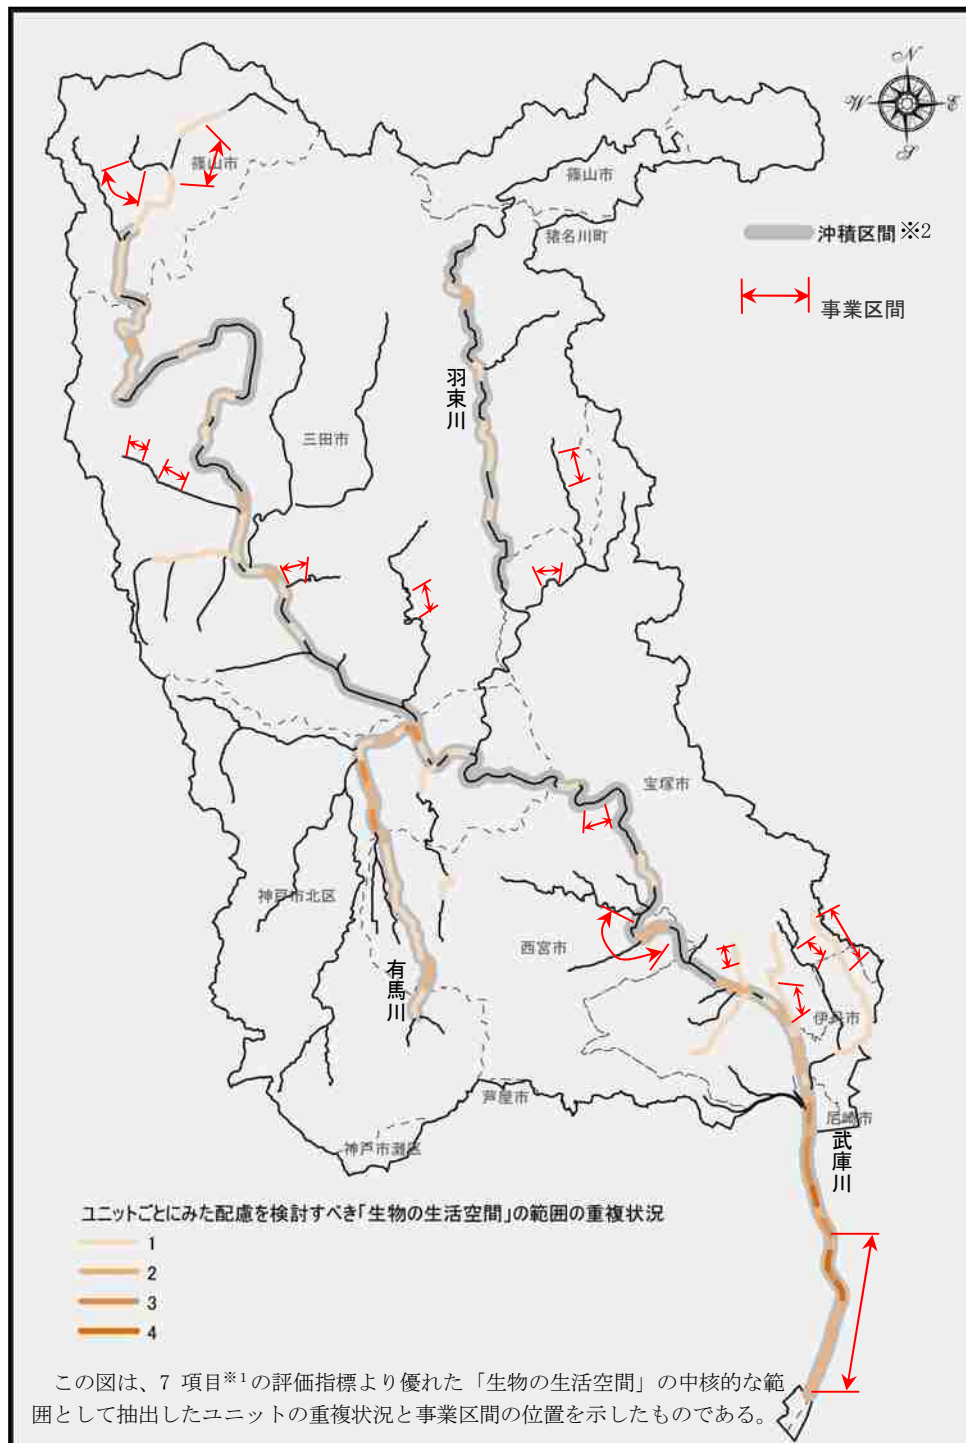 N
W E
S
篠山市
篠山市
猪名川町
沖積区間※2
事業区間
羽束川
三田市
宝塚市
神戸市北区
西宮市
有馬川
伊丹市
芦屋市
尼崎市
神戸市灘区
武庫川
ユニットごとにみた配慮を検討すべき「生物の生活空間」の範囲の重複状況
1
2
3
4
この図は、7 項目※1の評価指標より優れた「生物の生活空間」の中核的な範
囲として抽出したユニットの重複状況と事業区間の位置を示したものである。